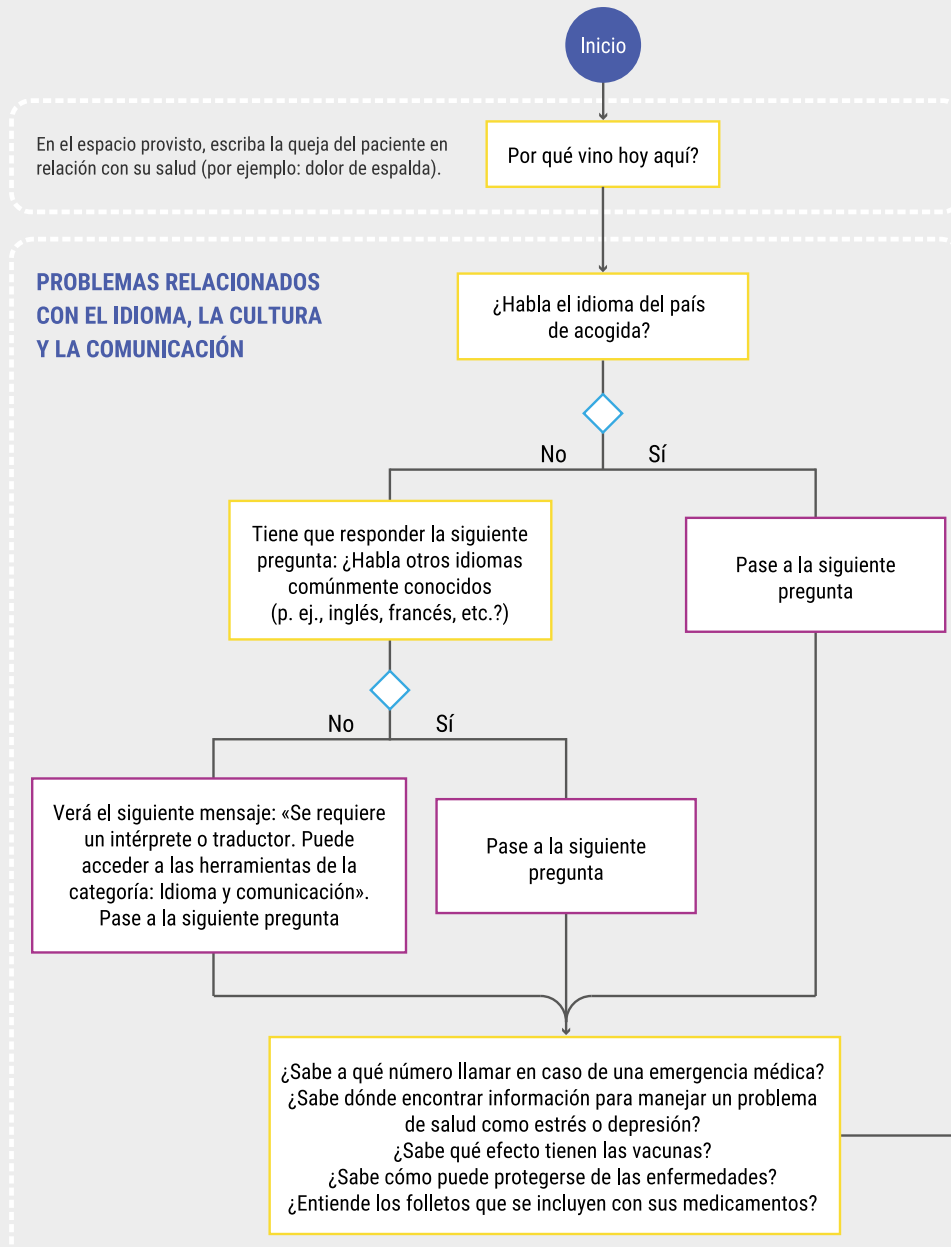 Inicio
En el espacio provisto, escriba la queja del paciente en
relación con su salud (por ejemplo: dolor de espalda).
Por qué vino hoy aquí?
PROBLEMAS RELACIONADOS
CON EL IDIOMA, LA CULTURA
Y LA COMUNICACIÓN
¿Habla el idioma del país
de acogida?
No
Sí
Tiene que responder la siguiente
pregunta: ¿Habla otros idiomas
comúnmente conocidos
(p. ej., inglés, francés, etc.?)
Pase a la siguiente
pregunta
No
Sí
Verá el siguiente mensaje: «Se requiere
un intérprete o traductor. Puede
acceder a las herramientas de la
categoría: Idioma y comunicación».
Pase a la siguiente pregunta
Pase a la siguiente
pregunta
¿Sabe a qué número llamar en caso de una emergencia médica?
¿Sabe dónde encontrar información para manejar un problema
de salud como estrés o depresión?
¿Sabe qué efecto tienen las vacunas?
¿Sabe cómo puede protegerse de las enfermedades?
¿Entiende los folletos que se incluyen con sus medicamentos?